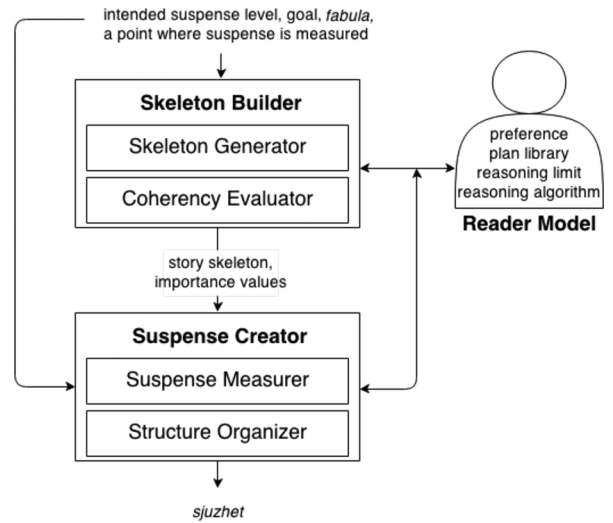 intended suspense level, goal, fabula,
a point where suspense is measured
Skeleton Builder
Skeleton Generator
Coherency Evaluator
preference
plan library
reasoning limit
reasoning algorithm
Reader Model
story skeleton,
importance values
Suspense Creator
Suspense Measurer
Structure Organizer
sjuzhet